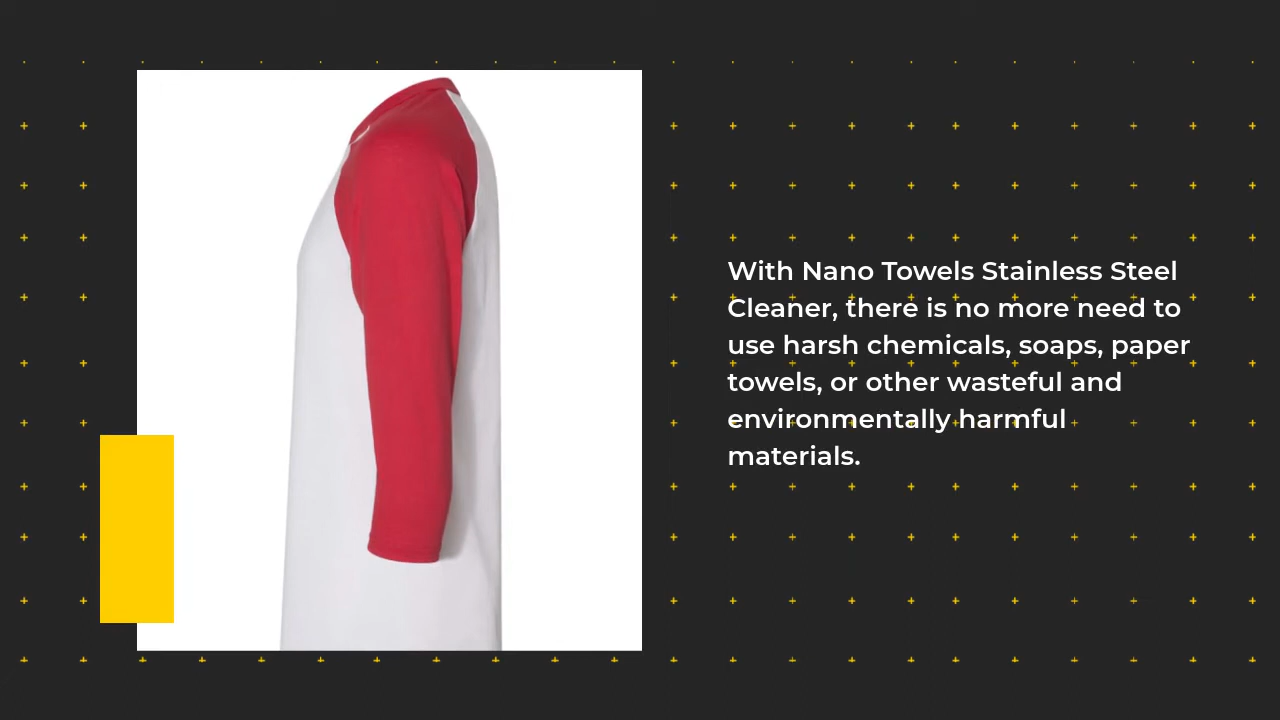 With Nano Towels Stainless Steel
Cleaner, there is no more need to
use harsh chemicals, soaps, paper
towels, or other wasteful and
environmentally harmful
materials.